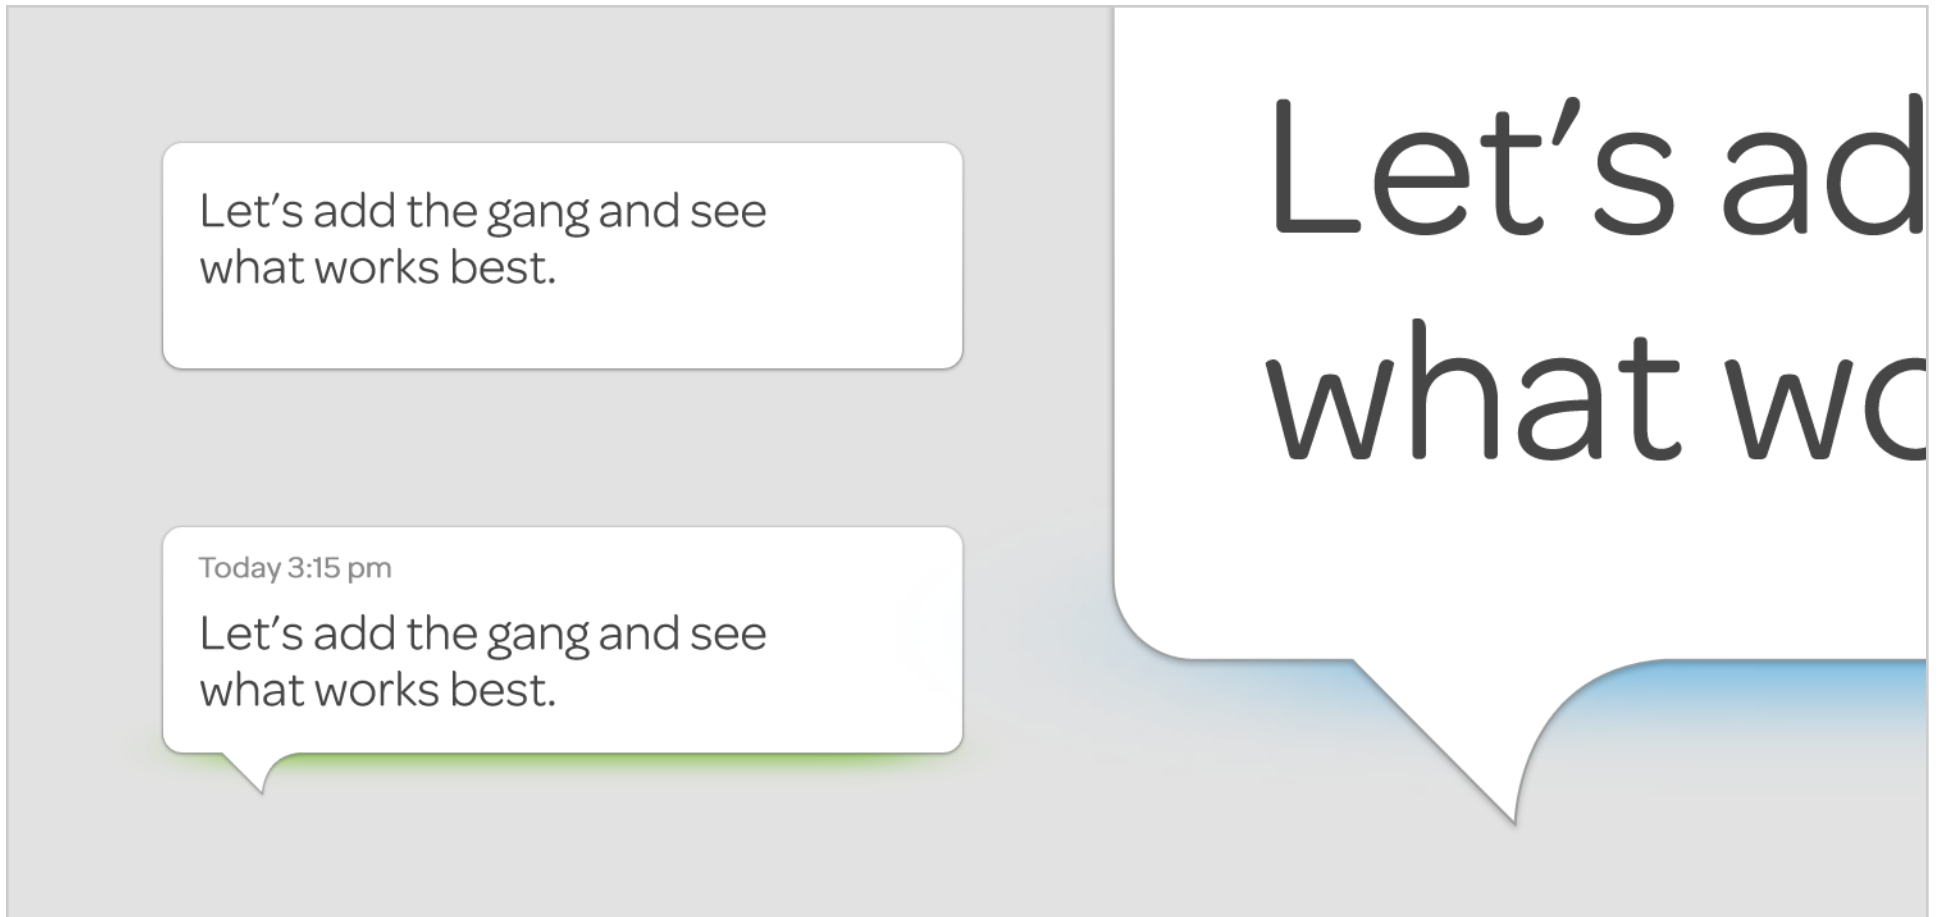 Let's add the gang and see
what works best.
Today 3:15 pm
Let's add the gang and see
what works best.
Let's ad
what wo